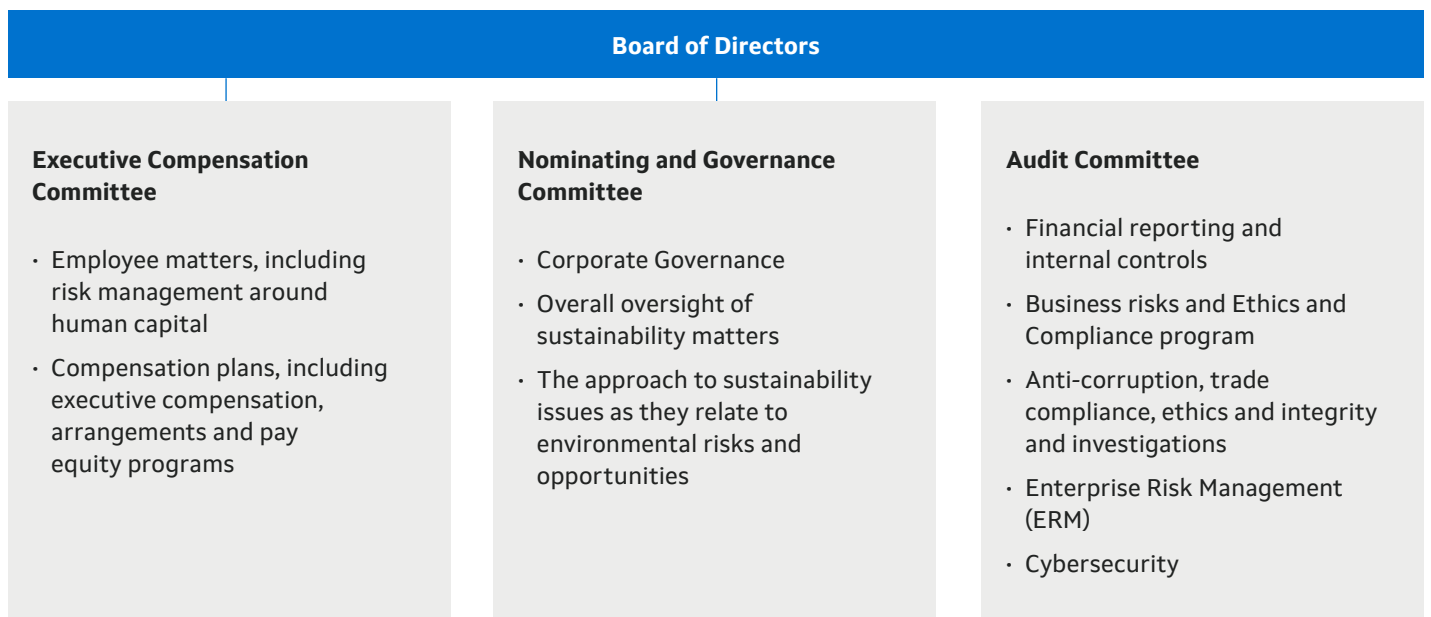 Board of Directors
Executive Compensation
Committee
· Employee matters, including
risk management around
human capital
· Compensation plans, including
executive compensation,
arrangements and pay
equity programs
Nominating and Governance
Committee
· Corporate Governance
· Overall oversight of
sustainability matters
· The approach to sustainability
issues as they relate to
environmental risks and
opportunities
Audit Committee
· Financial reporting and
internal controls
· Business risks and Ethics and
Compliance program
· Anti-corruption, trade
compliance, ethics and integrity
and investigations
· Enterprise Risk Management
(ERM)
· Cybersecurity